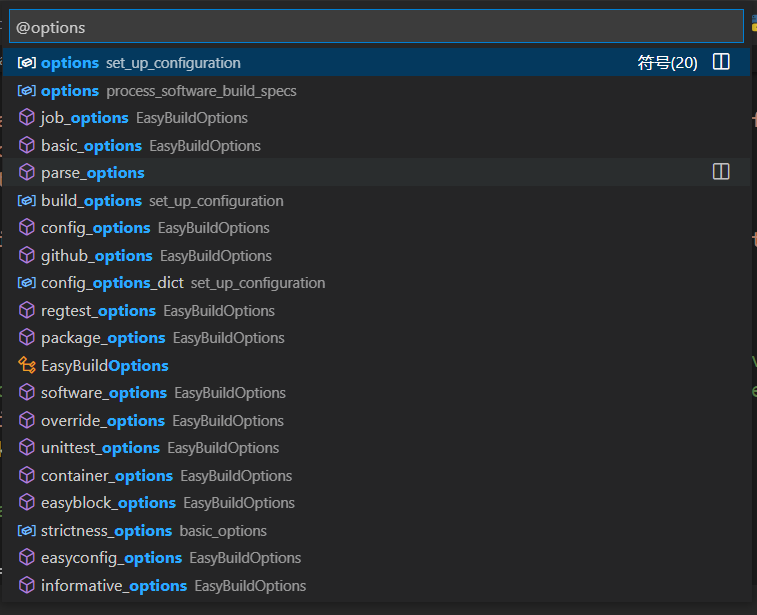 @options
options set_up_configuration 符号(20)
options process_software_build_specs
job_options EasyBuildOptions
basic_options EasyBuildOptions
parse_options
build_options set_up_configuration
config_options EasyBuildOptions
github_options EasyBuildOptions
config_options_dict set_up_configuration
regtest_options EasyBuildOptions
package_options EasyBuildOptions
EasyBuildOptions
software_options EasyBuildOptions
override_options EasyBuildOptions
unittest_options EasyBuildOptions
container_options EasyBuildOptions
easyblock_options EasyBuildOptions
strictness_options basic_options
easyconfig_options EasyBuildOptions
informative_options EasyBuildOptions